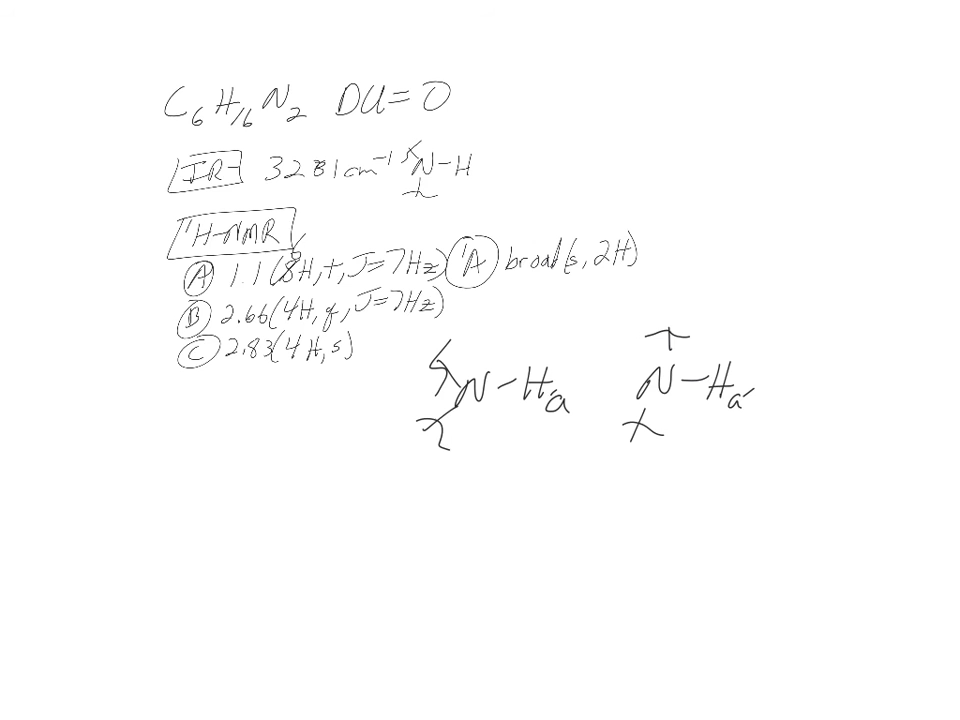 C₆H₁₆N₂ DU=0
IR 3281cm⁻¹ N-H
¹H-NMR
A 1.1(8H,t,J=7Hz) 'A broad(s,2H)
B 2.66(4H,q,J=7Hz)
C 2.83(4H,s)
N-Ha' N-Ha'